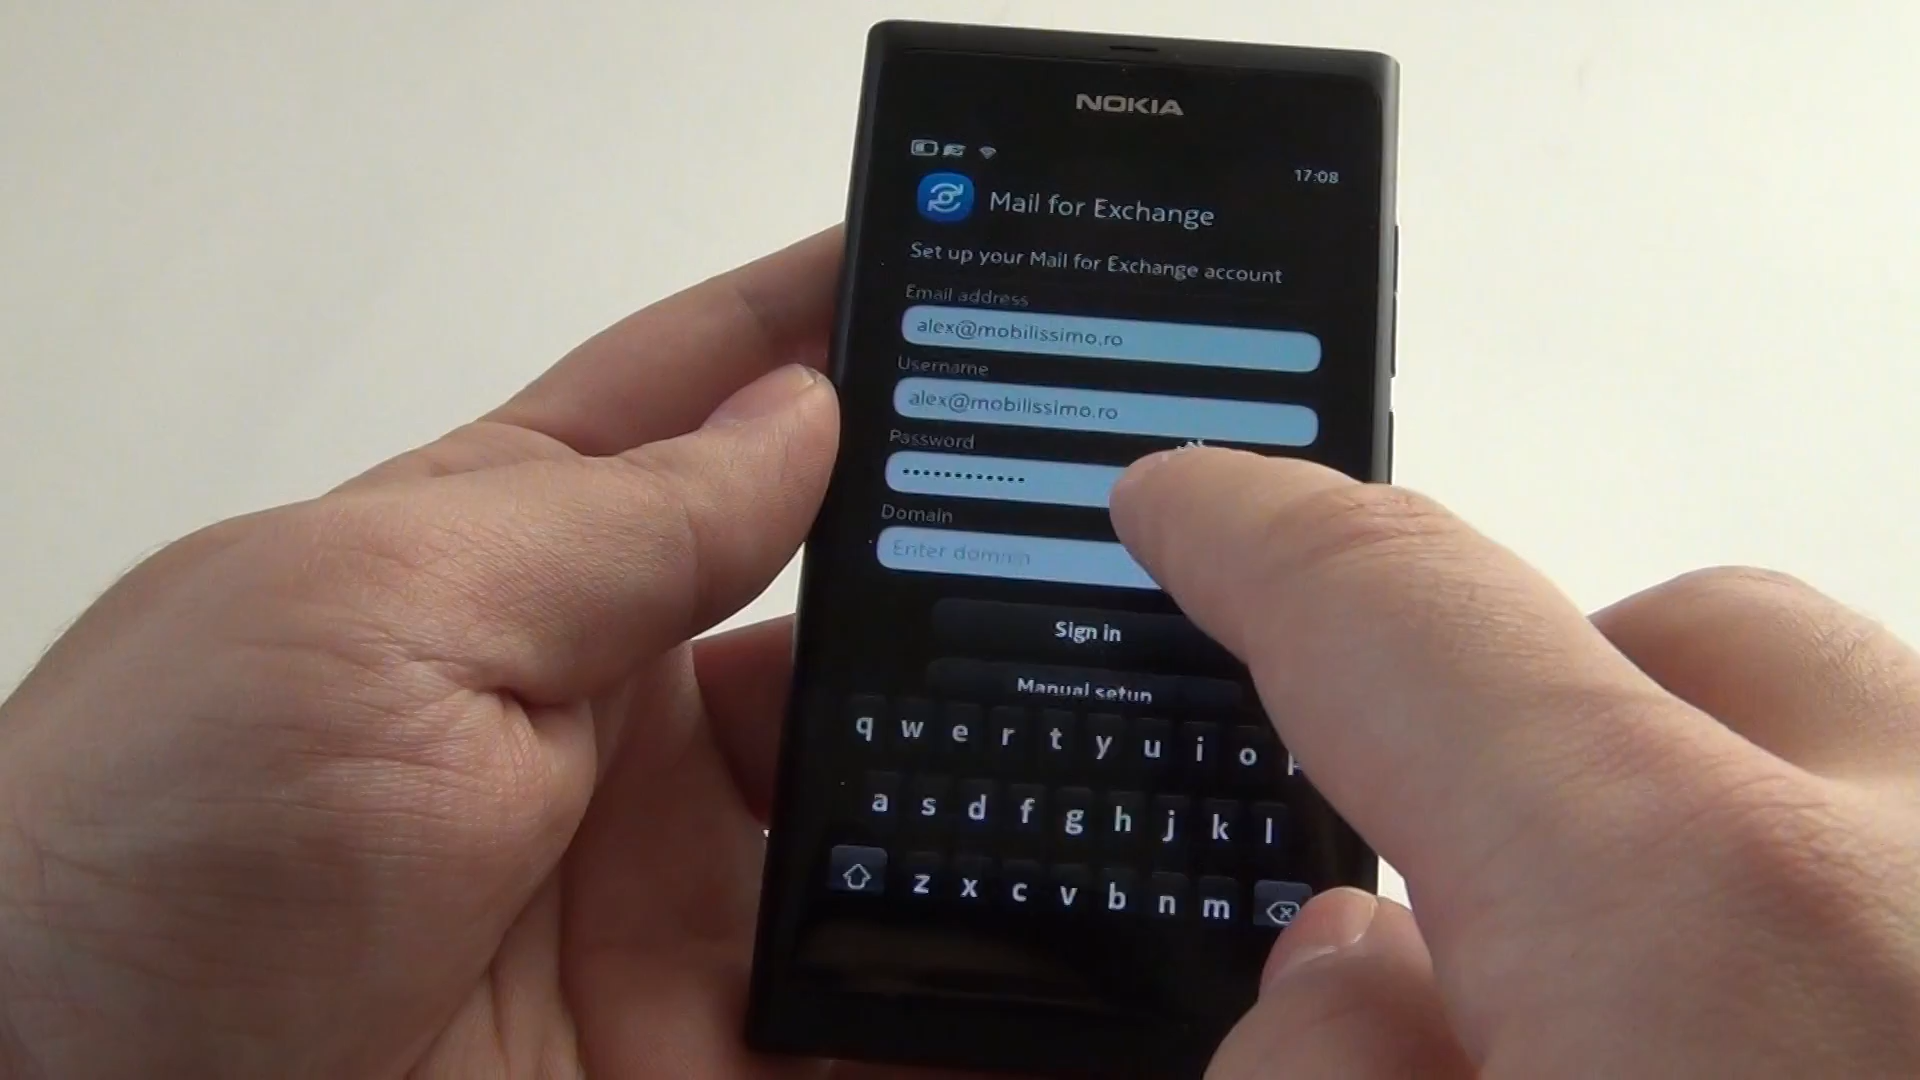 NOKIA
17:08
Mail for Exchange
Set up your Mail for Exchange account
Email address
alex@mobilissimo.ro
Username
alex@mobilissimo.ro
Password
••••••••••••
Domain
Enter domain
Sign in
Manual setup
q w e r t y u i o p
a s d f g h j k l
z x c v b n m